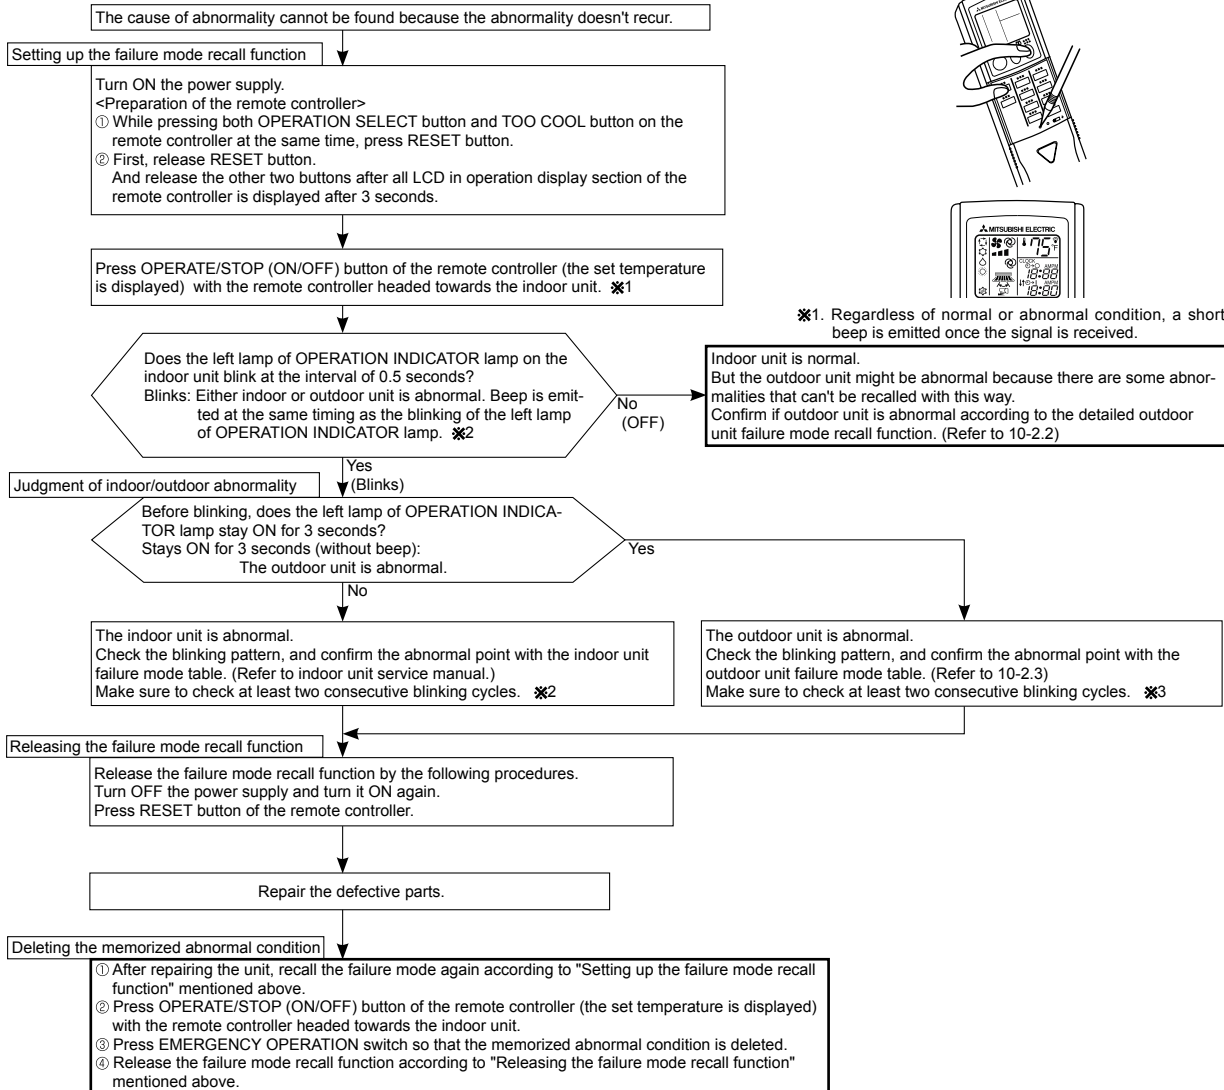 The cause of abnormality cannot be found because the abnormality doesn't recur.
Setting up the failure mode recall function
Turn ON the power supply.
<Preparation of the remote controller>
① While pressing both OPERATION SELECT button and TOO COOL button on the
remote controller at the same time, press RESET button.
② First, release RESET button.
And release the other two buttons after all LCD in operation display section of the
remote controller is displayed after 3 seconds.
MITSUBISHI ELECTRIC
75°F
CLOCK
AMPM
18:88
AMPM
18:80
Press OPERATE/STOP (ON/OFF) button of the remote controller (the set temperature
is displayed) with the remote controller headed towards the indoor unit. ※1
※1. Regardless of normal or abnormal condition, a short
beep is emitted once the signal is received.
Does the left lamp of OPERATION INDICATOR lamp on the
indoor unit blink at the interval of 0.5 seconds?
Blinks: Either indoor or outdoor unit is abnormal. Beep is emit-
ted at the same timing as the blinking of the left lamp
of OPERATION INDICATOR lamp. ※2
No
(OFF)
Indoor unit is normal.
But the outdoor unit might be abnormal because there are some abnor-
malities that can't be recalled with this way.
Confirm if outdoor unit is abnormal according to the detailed outdoor
unit failure mode recall function. (Refer to 10-2.2)
Yes
(Blinks)
Judgment of indoor/outdoor abnormality
Before blinking, does the left lamp of OPERATION INDICA-
TOR lamp stay ON for 3 seconds?
Stays ON for 3 seconds (without beep):
The outdoor unit is abnormal.
Yes
No
The indoor unit is abnormal.
Check the blinking pattern, and confirm the abnormal point with the indoor unit
failure mode table. (Refer to indoor unit service manual.)
Make sure to check at least two consecutive blinking cycles. ※2
The outdoor unit is abnormal.
Check the blinking pattern, and confirm the abnormal point with the
outdoor unit failure mode table. (Refer to 10-2.3)
Make sure to check at least two consecutive blinking cycles. ※3
Releasing the failure mode recall function
Release the failure mode recall function by the following procedures.
Turn OFF the power supply and turn it ON again.
Press RESET button of the remote controller.
Repair the defective parts.
Deleting the memorized abnormal condition
① After repairing the unit, recall the failure mode again according to "Setting up the failure mode recall
function" mentioned above.
② Press OPERATE/STOP (ON/OFF) button of the remote controller (the set temperature is displayed)
with the remote controller headed towards the indoor unit.
③ Press EMERGENCY OPERATION switch so that the memorized abnormal condition is deleted.
④ Release the failure mode recall function according to "Releasing the failure mode recall function"
mentioned above.